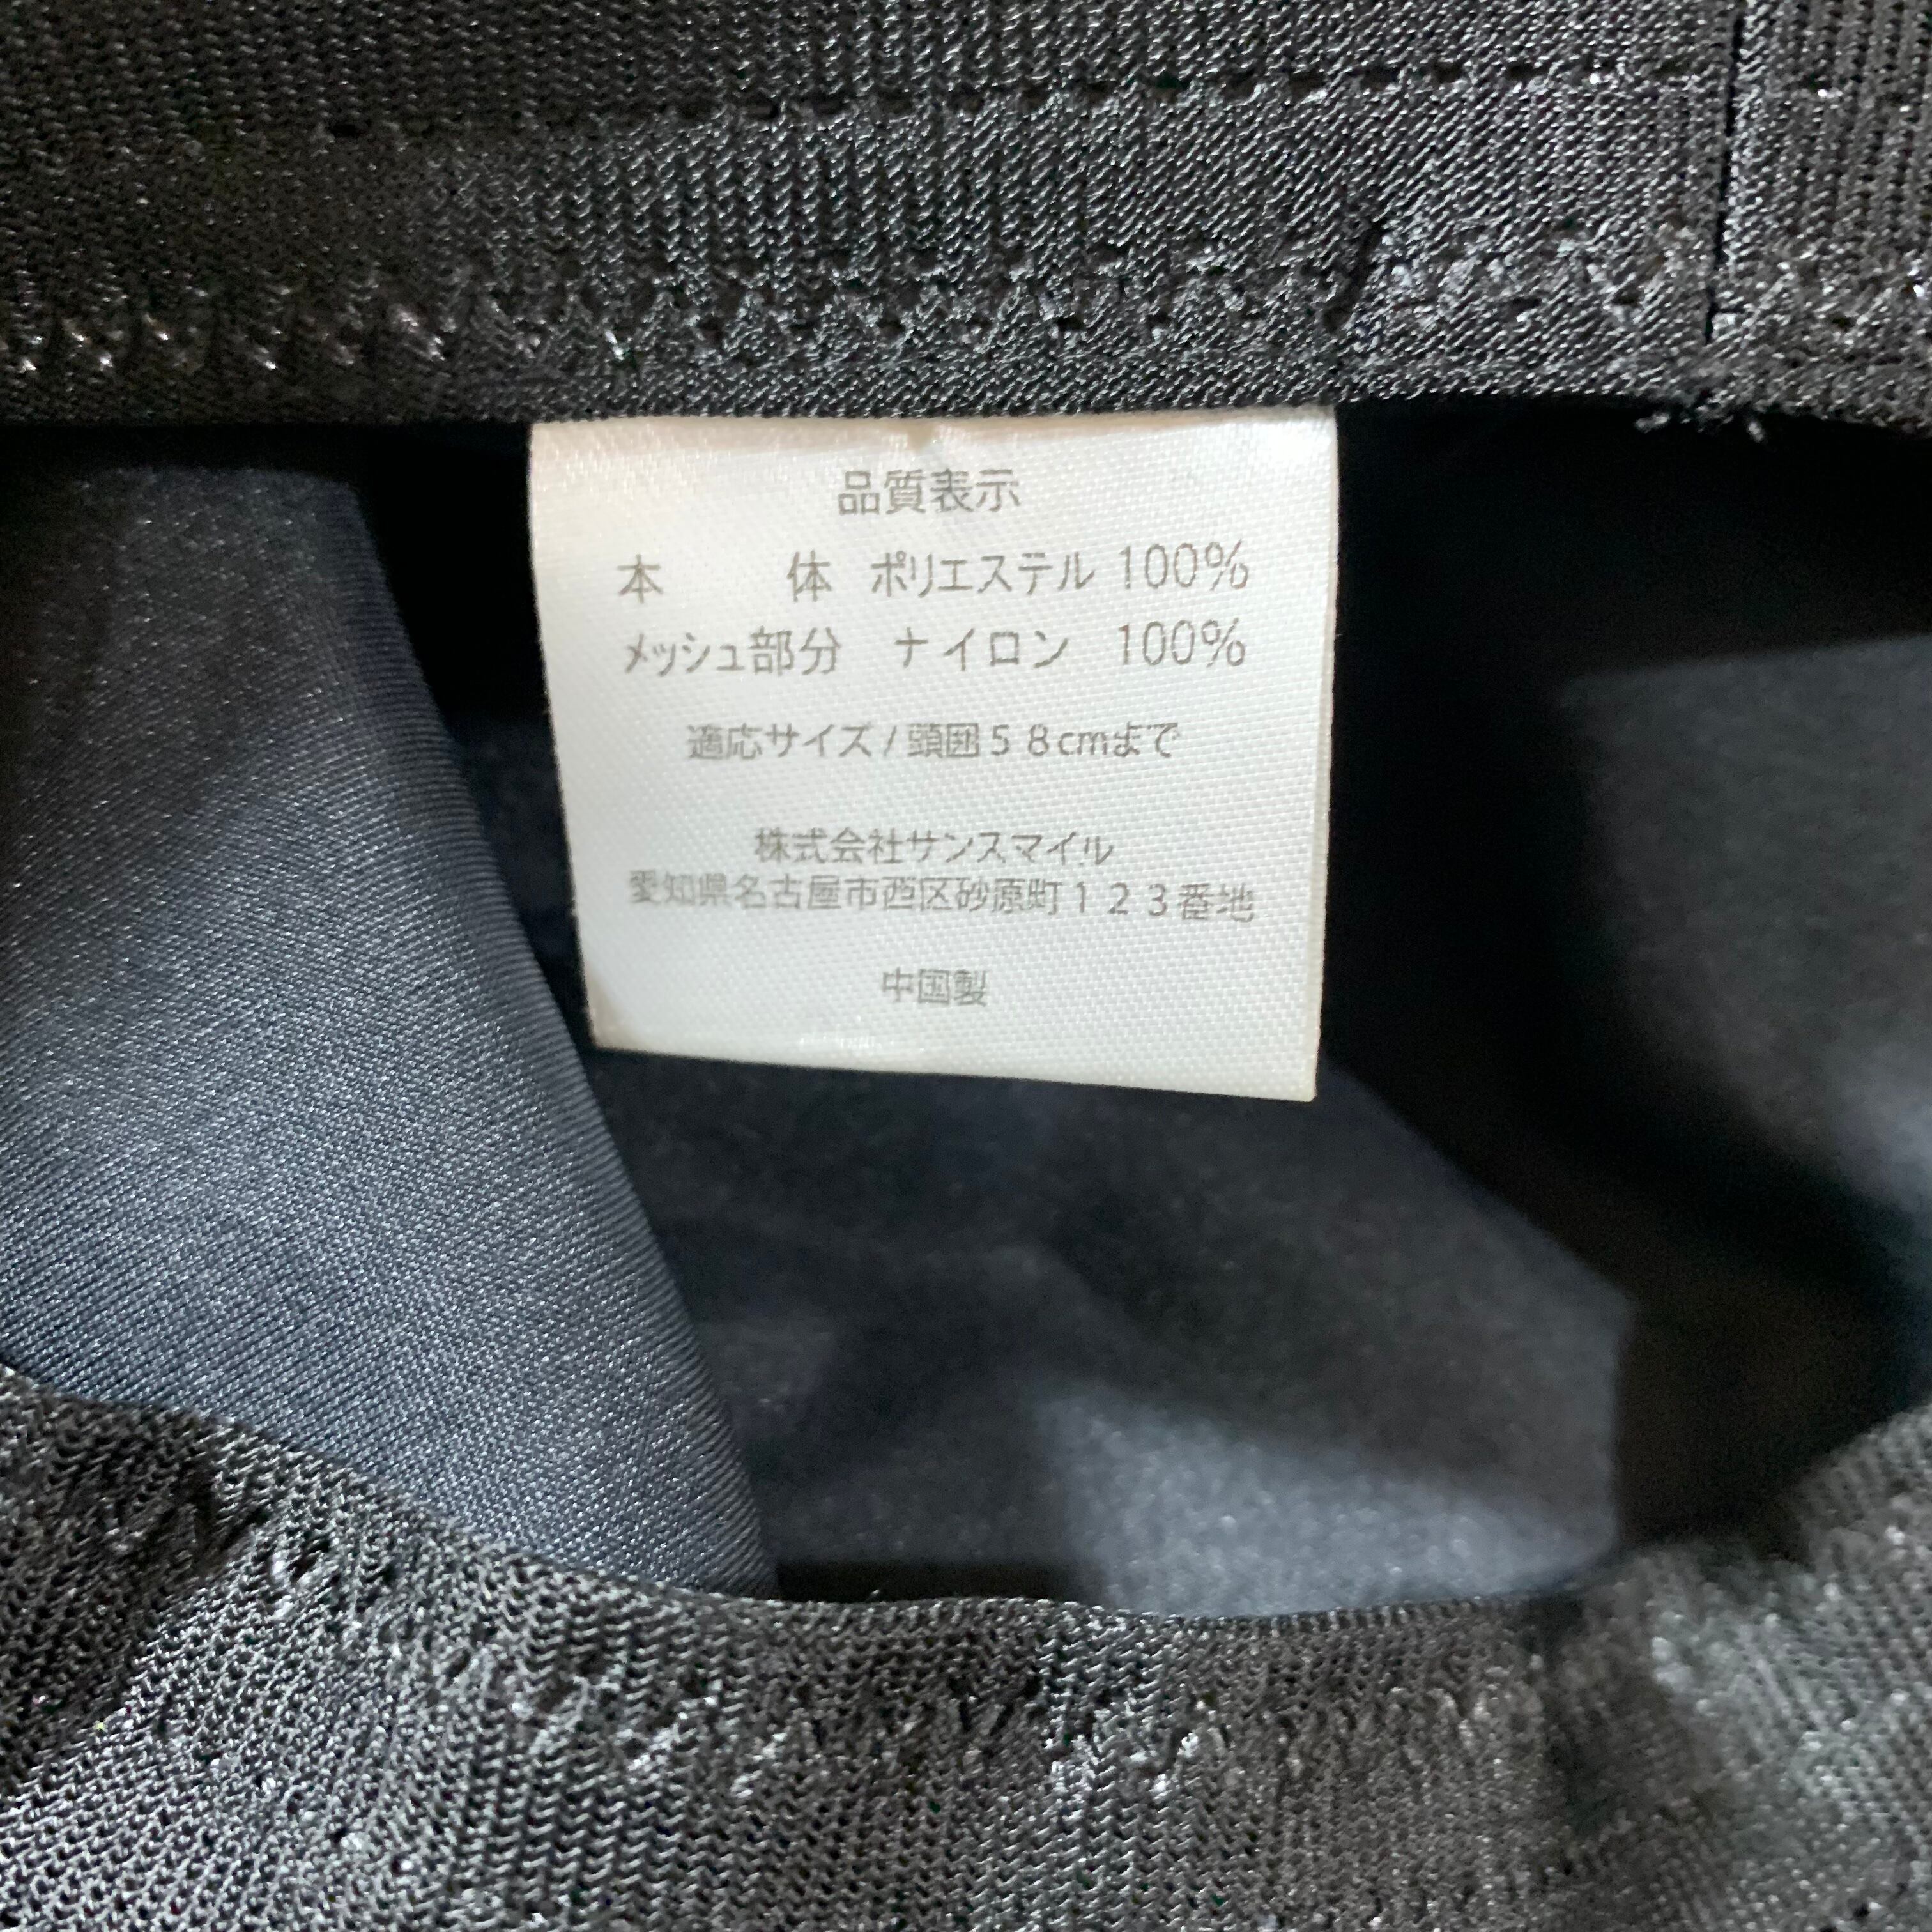 品質表示
本　体 ポリエステル 100%
メッシュ部分 ナイロン 100%
適応サイズ / 頭囲５８cmまで
株式会社サンスマイル
愛知県名古屋市西区砂原町１２３番地
中国製